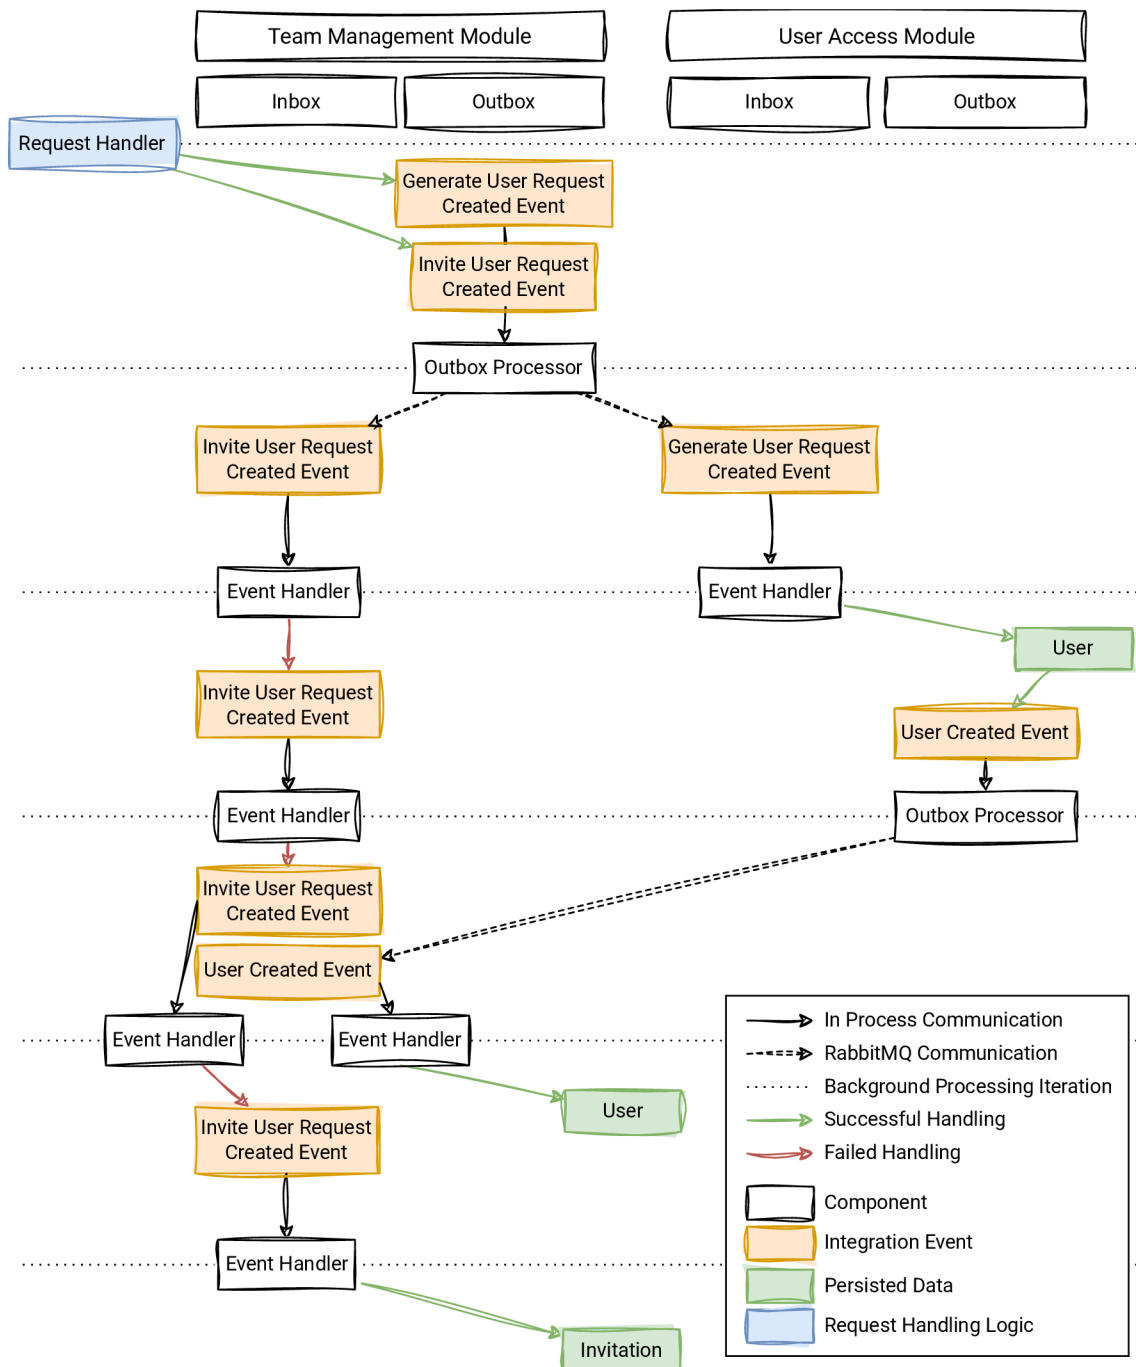 Team Management Module
User Access Module
Inbox
Outbox
Inbox
Outbox
Request Handler
Generate User Request
Created Event
Invite User Request
Created Event
Outbox Processor
Invite User Request
Created Event
Generate User Request
Created Event
Event Handler
Event Handler
User
Invite User Request
Created Event
User Created Event
Event Handler
Outbox Processor
Invite User Request
Created Event
User Created Event
Event Handler
Event Handler
User
Invite User Request
Created Event
Event Handler
Invitation
In Process Communication
RabbitMQ Communication
Background Processing Iteration
Successful Handling
Failed Handling
Component
Integration Event
Persisted Data
Request Handling Logic